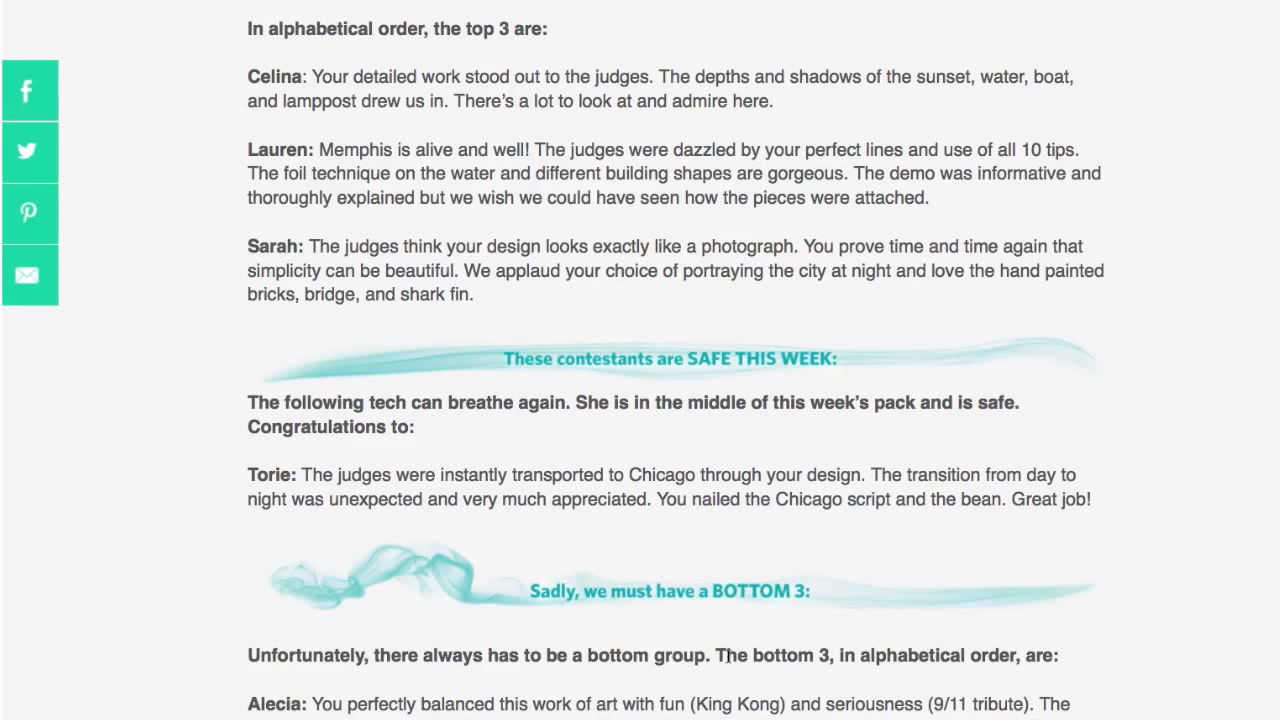 In alphabetical order, the top 3 are:
Celina: Your detailed work stood out to the judges. The depths and shadows of the sunset, water, boat,
and lamppost drew us in. There’s a lot to look at and admire here.
Lauren: Memphis is alive and well! The judges were dazzled by your perfect lines and use of all 10 tips.
The foil technique on the water and different building shapes are gorgeous. The demo was informative and
thoroughly explained but we wish we could have seen how the pieces were attached.
Sarah: The judges think your design looks exactly like a photograph. You prove time and time again that
simplicity can be beautiful. We applaud your choice of portraying the city at night and love the hand painted
bricks, bridge, and shark fin.
These contestants are SAFE THIS WEEK:
The following tech can breathe again. She is in the middle of this week’s pack and is safe.
Congratulations to:
Torie: The judges were instantly transported to Chicago through your design. The transition from day to
night was unexpected and very much appreciated. You nailed the Chicago script and the bean. Great job!
Sadly, we must have a BOTTOM 3:
Unfortunately, there always has to be a bottom group. The bottom 3, in alphabetical order, are:
Alecia: You perfectly balanced this work of art with fun (King Kong) and seriousness (9/11 tribute). The